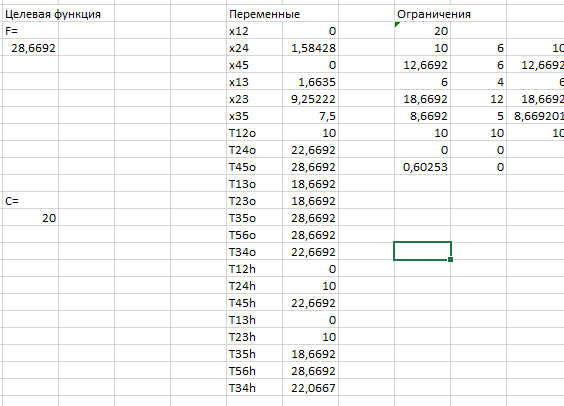 Целевая функция Переменные Ограничения
F= x12 0 20
28,6692 x24 1,58428 10 6 10
x45 0 12,6692 6 12,6692
x13 1,6635 6 4 6
x23 9,25222 18,6692 12 18,6692
x35 7,5 8,6692 5 8,669201
T12o 10 10 10 10
T24o 22,6692 0 0
T45o 28,6692 0,60253 0
T13o 18,6692
C= T23o 18,6692
20 T35o 28,6692
T56o 28,6692
T34o 22,6692
T12h 0
T24h 10
T45h 22,6692
T13h 0
T23h 10
T35h 18,6692
T56h 28,6692
T34h 22,0667